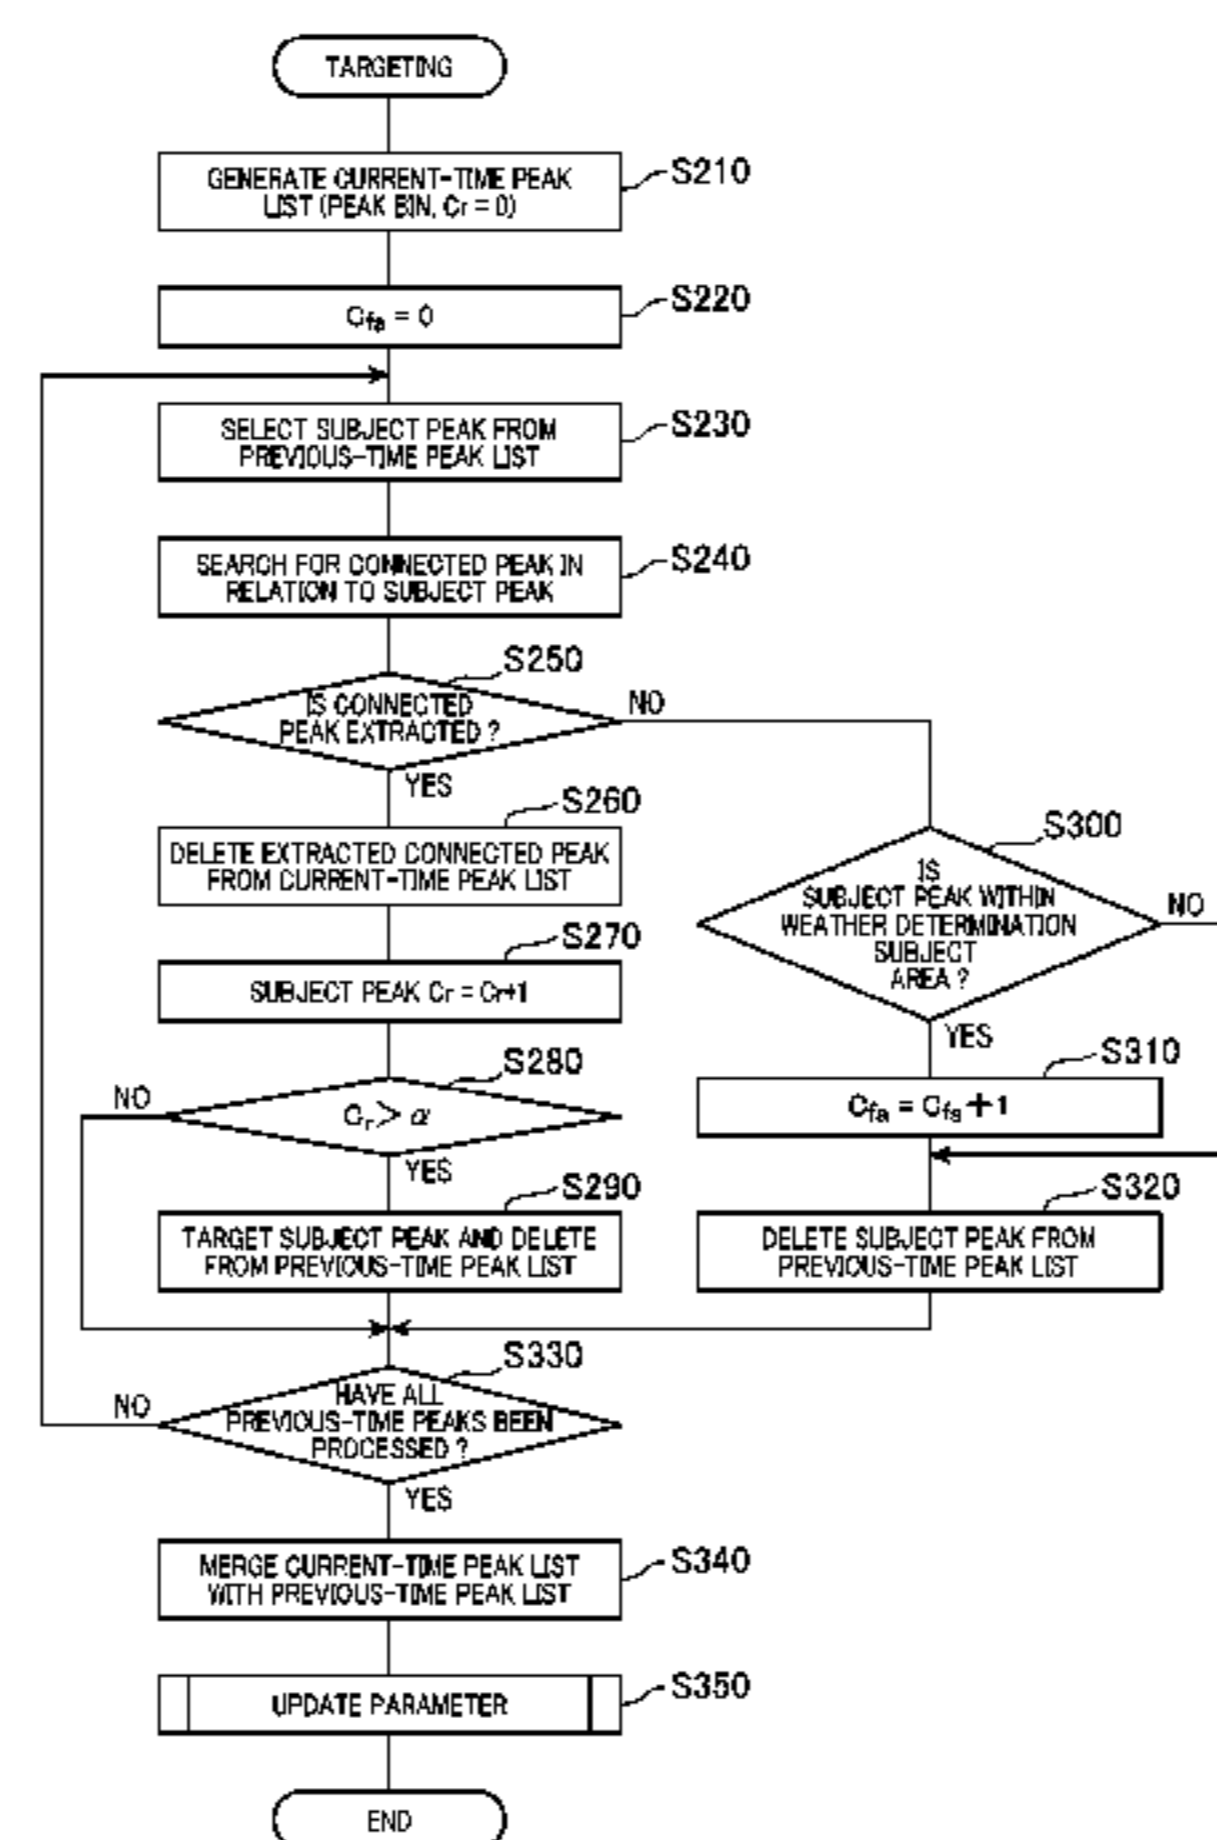 TARGETING
GENERATE CURRENT-TIME PEAK
LIST (PEAK BIN, Cr = 0)
S210
Cfa = 0
S220
SELECT SUBJECT PEAK FROM
PREVIOUS-TIME PEAK LIST
S230
SEARCH FOR CONNECTED PEAK IN
RELATION TO SUBJECT PEAK
S240
S250
IS CONNECTED
PEAK EXTRACTED ?
NO
YES
S260
DELETE EXTRACTED CONNECTED PEAK
FROM CURRENT-TIME PEAK LIST
S270
SUBJECT PEAK Cr = Cr+1
S280
NO
Cr > α
YES
S290
TARGET SUBJECT PEAK AND DELETE
FROM PREVIOUS-TIME PEAK LIST
S300
IS
SUBJECT PEAK WITHIN
WEATHER DETERMINATION
SUBJECT
AREA ?
NO
YES
S310
Cfa = Cfa + 1
S320
DELETE SUBJECT PEAK FROM
PREVIOUS-TIME PEAK LIST
S330
HAVE ALL
PREVIOUS-TIME PEAKS BEEN
PROCESSED ?
NO
YES
MERGE CURRENT-TIME PEAK LIST
WITH PREVIOUS-TIME PEAK LIST
S340
UPDATE PARAMETER
S350
END